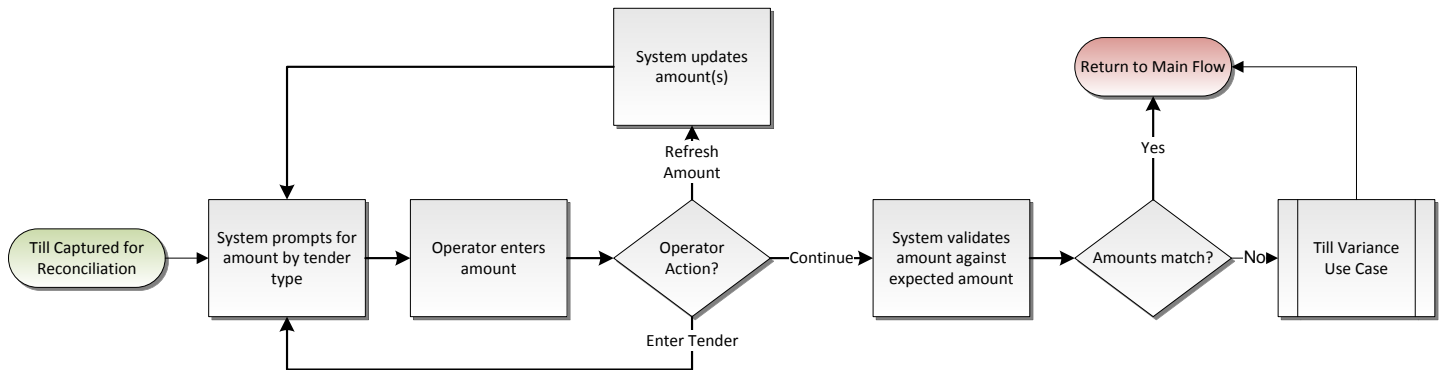 System updates
amount(s)
Return to Main Flow
Refresh
Amount
Yes
Till Captured for
Reconciliation
System prompts for
amount by tender
type
Operator enters
amount
Operator
Action?
Continue
System validates
amount against
expected amount
Amounts match?
No
Till Variance
Use Case
Enter Tender